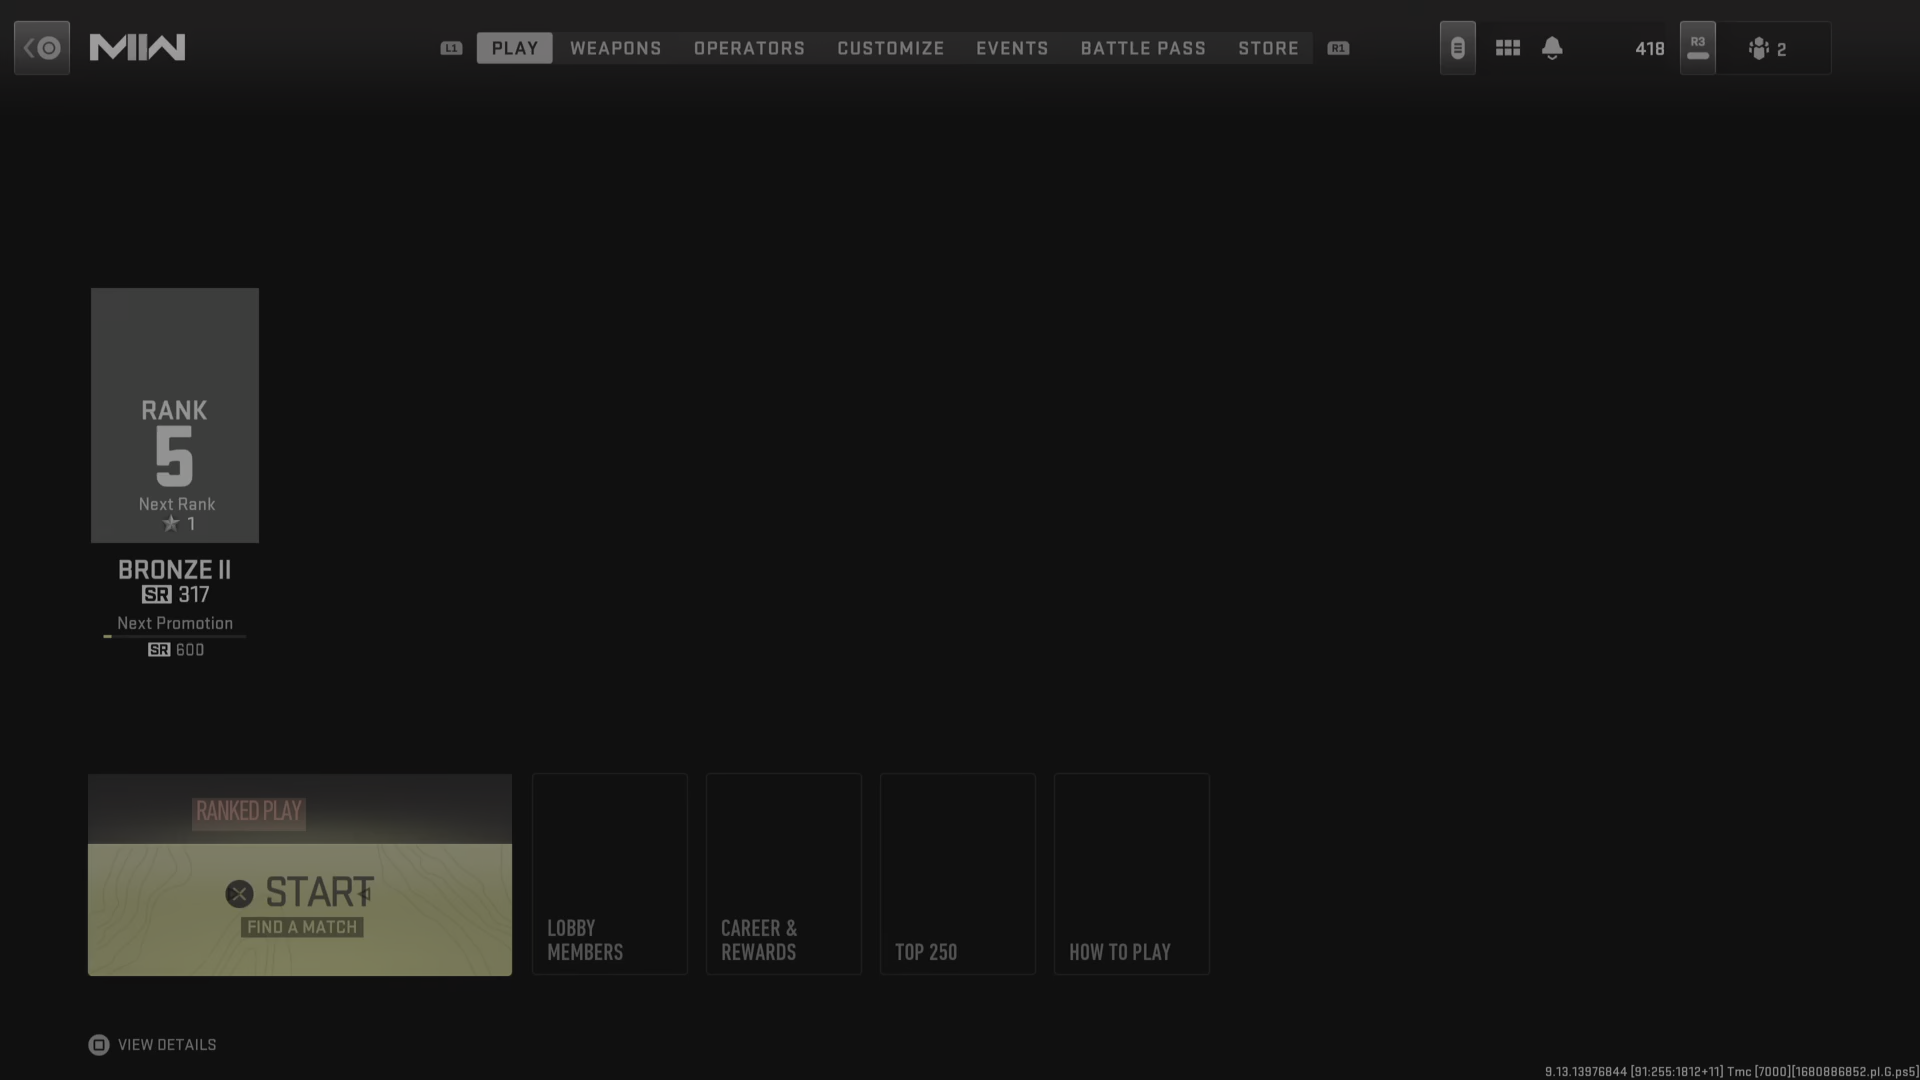 MW
L1 PLAY WEAPONS OPERATORS CUSTOMIZE EVENTS BATTLE PASS STORE R1
418 R3 2
RANK
5
Next Rank
1
BRONZE II
SR 317
Next Promotion
SR 600
RANKED PLAY
START
FIND A MATCH
LOBBY
MEMBERS
CAREER &
REWARDS
TOP 250
HOW TO PLAY
VIEW DETAILS
9.13.13976844 [91:255:1812+11] Tmc [7000][1680886852.pl.G.ps5]